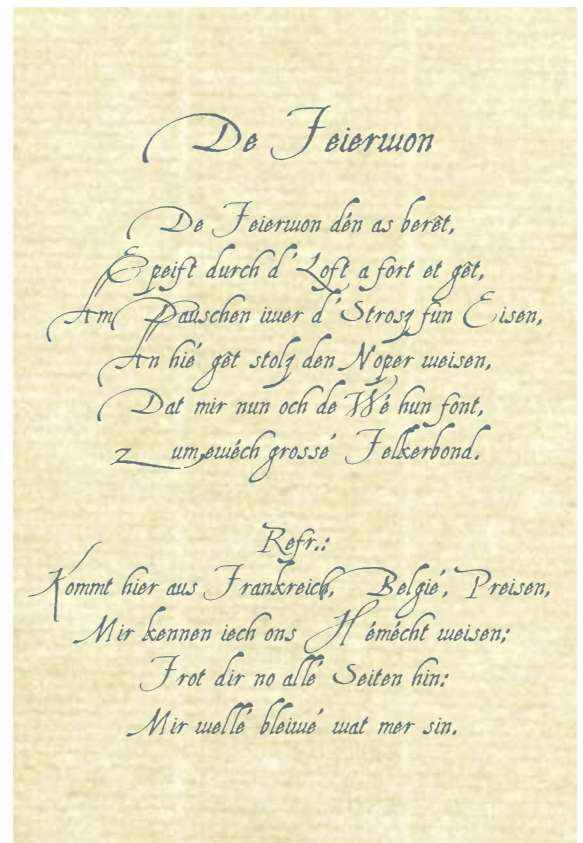 De Feierwon
De Feierwon dén as berêt,
E peift durch d' Loft a fort et gêt,
Am Dauschen iwer d' Strosz fun Eisen,
An hié gêt stolz den Noper weisen,
Dat mir nun och de Wé hun font,
Zum ewéch grossé Felkerbond.
Refr.:
Kommt hier aus Frankreich, Belgié, Preisen,
Mir kennen iech ons Hémécht weisen;
Frot dir no allé Seiten hin:
Mir wellé bleiwé wat mer sin.